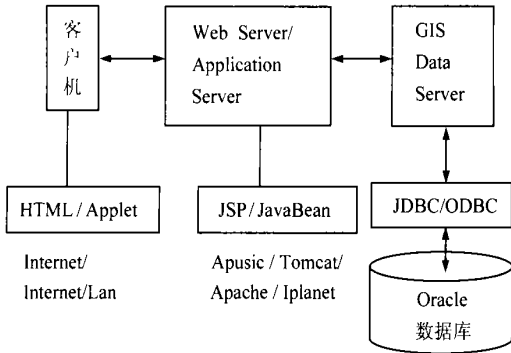 客户机
Web Server/
Application
Server
GIS
Data
Server
HTML / Applet
JSP / JavaBean
JDBC/ODBC
Internet/
Internet/Lan
Apusic / Tomcat/
Apache / Iplanet
Oracle
数据库